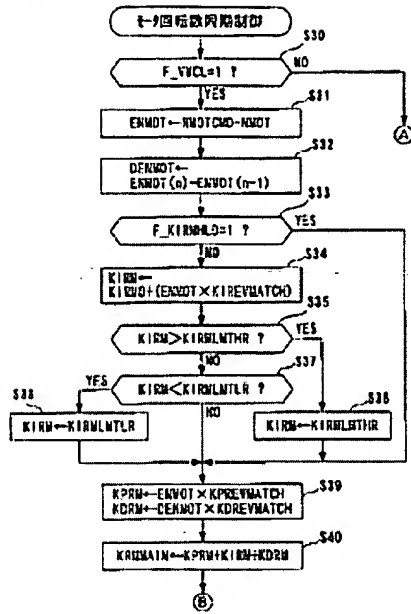 モータ回転数同期制御
S30
F_VMCL=1 ?
NO
YES
S31
A
ENMOT←NMOTCMD-NMOT
S32
DENMOT←
ENMOT(n)-ENMOT(n-1)
S33
F_KIRMHLD=1 ?
YES
NO
S34
KIRM←
KIRMO+(ENMOT×KIREVMATCH)
S35
KIRM>KIRMLMTHR ?
YES
NO
S37
YES
KIRM<KIRMLMTLR ?
S38
NO
S36
KIRM←KIRMLMTLR
KIRM←KIRMLMTHR
S39
KPRM←ENMOT×KPREVMATCH
KDRM←DENMOT×KDREVMATCH
S40
KRMMAIN←KPRM+KIRM+KDRM
B